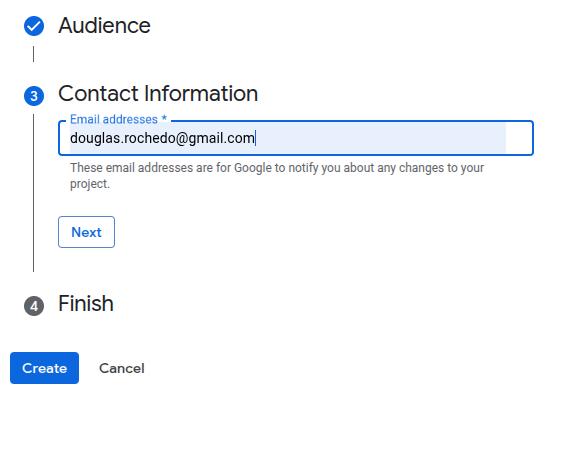 Audience
3 Contact Information
Email addresses *
douglas.rochedo@gmail.com
These email addresses are for Google to notify you about any changes to your
project.
Next
4 Finish
Create Cancel